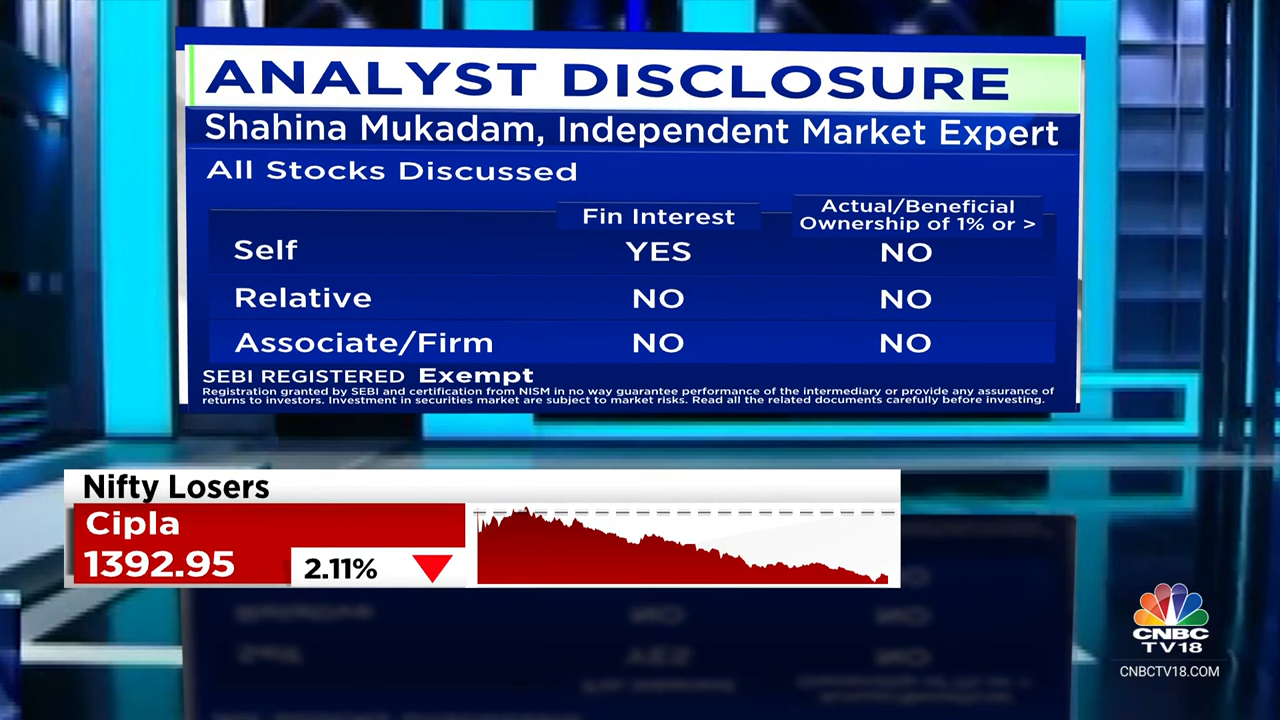 ANALYST DISCLOSURE
Shahina Mukadam, Independent Market Expert
All Stocks Discussed
Fin Interest
Actual/Beneficial
Ownership of 1% or >
Self YES NO
Relative NO NO
Associate/Firm NO NO
SEBI REGISTERED Exempt
Registration granted by SEBI and certification from NISM in no way guarantee performance of the intermediary or provide any assurance of
returns to investors. Investment in securities market are subject to market risks. Read all the related documents carefully before investing.
Nifty Losers
Cipla
1392.95
2.11%
CNBC
TV18
CNBCTV18.COM